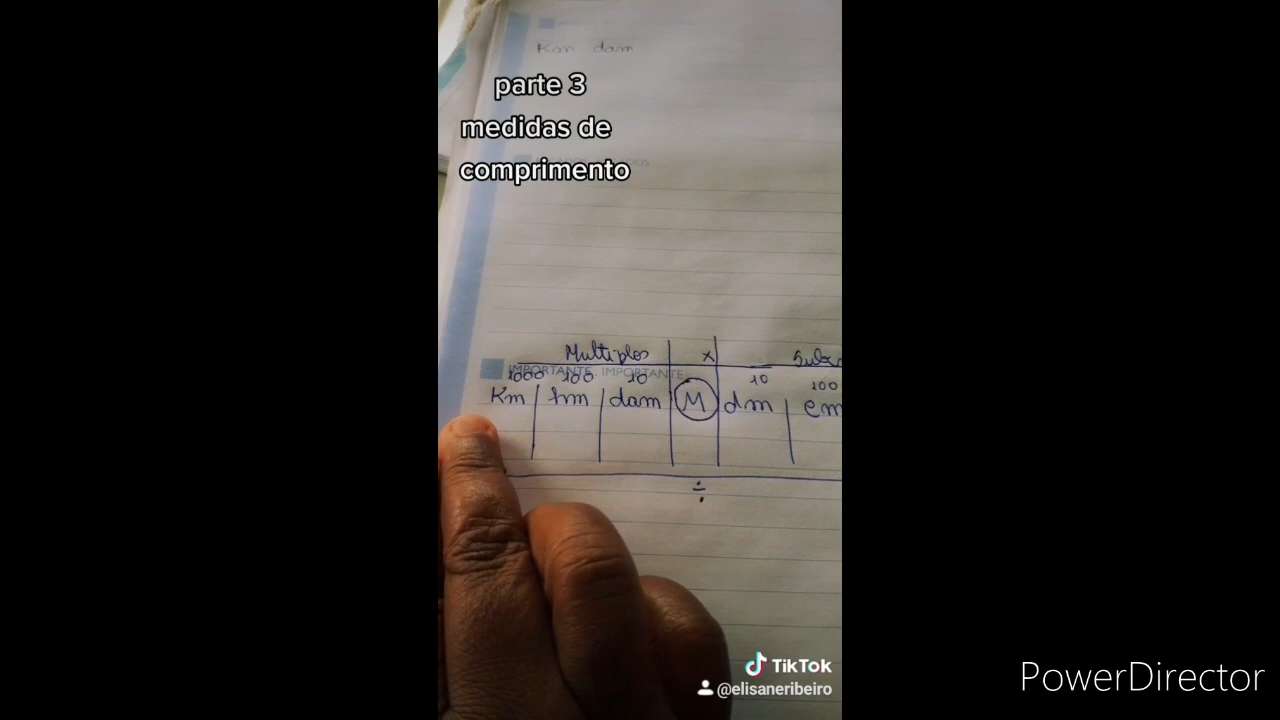 Km dam
parte 3
medidas de
comprimento
Multiplos x
IMPORTANTE IMPORTANTE
1000 100 10 10 100
Km hm dam M dm cm
÷
TikTok
@elisaneribeiro
PowerDirector